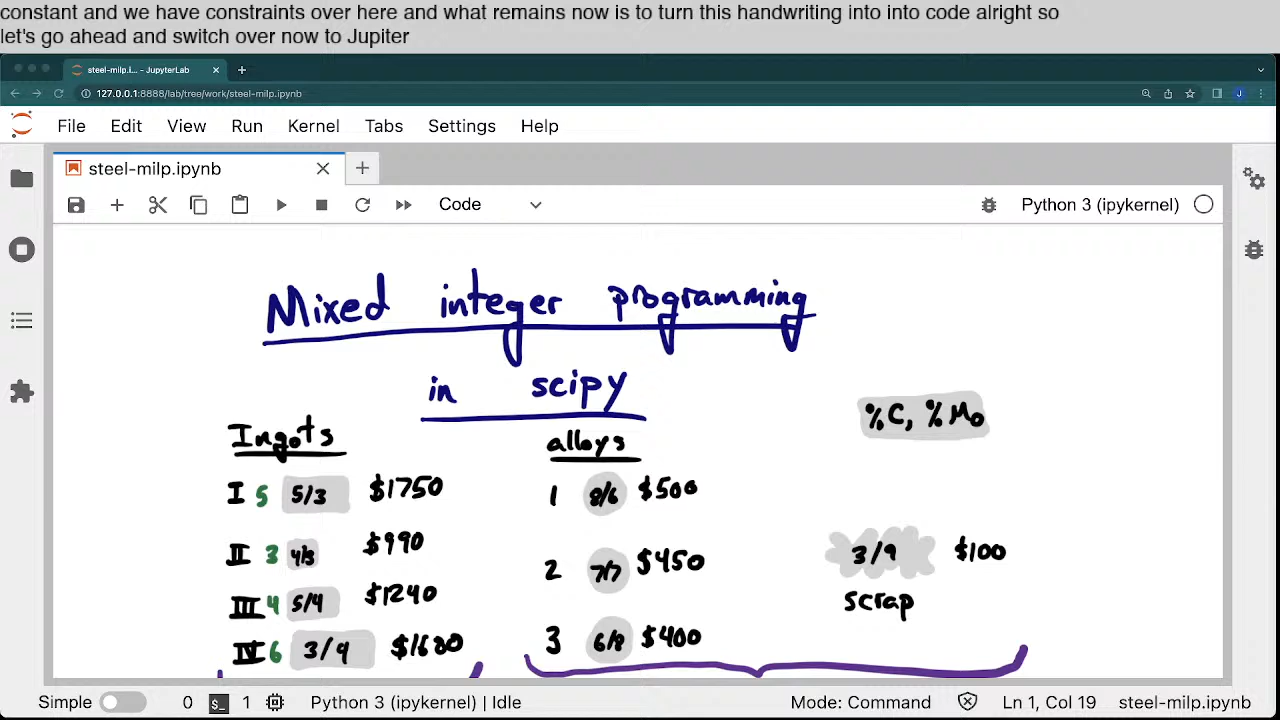 constant and we have constraints over here and what remains now is to turn this handwriting into into code alright so
let's go ahead and switch over now to Jupiter
steel-milp.i... - JupyterLab
127.0.0.1:8888/lab/tree/work/steel-milp.ipynb
File Edit View Run Kernel Tabs Settings Help
steel-milp.ipynb
Code Python 3 (ipykernel)
Mixed integer programming
in scipy
%C, %Mo
Ingots alloys
I 5 5/3 $1750 1 8/6 $500
II 3 4/3 $990 2 7/7 $450 3/9 $100
III 4 5/4 $1240 scrap
IV 6 3/4 $1680 3 6/8 $400
Simple 0 $_ 1 Python 3 (ipykernel) | Idle Mode: Command Ln 1, Col 19 steel-milp.ipynb